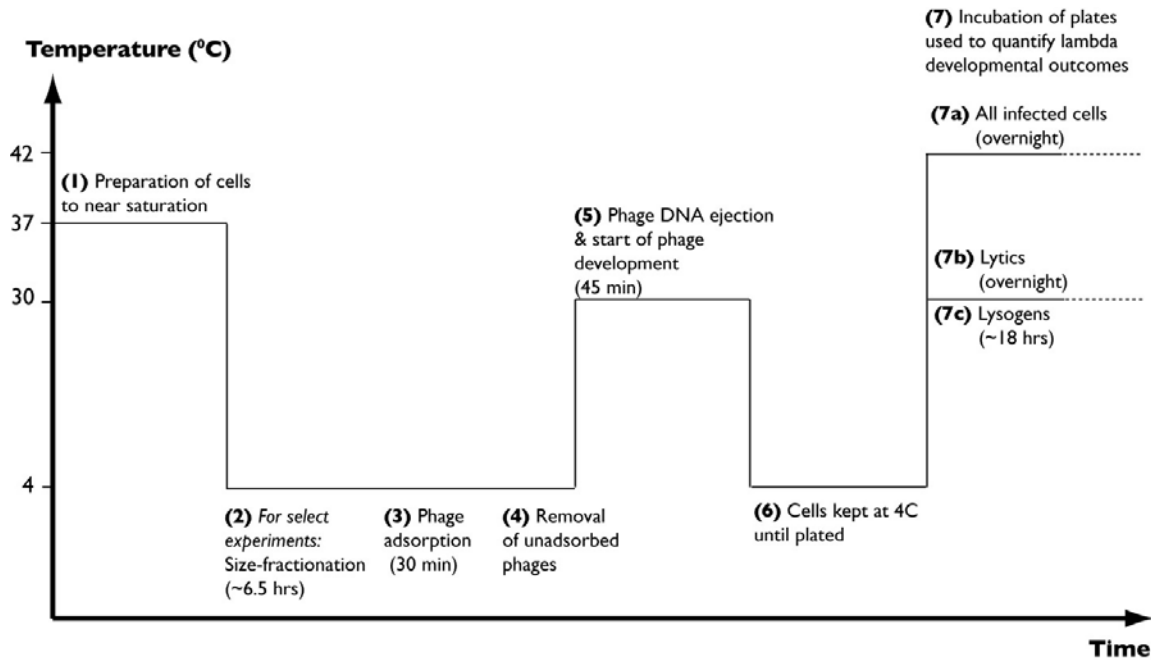 (7) Incubation of plates
used to quantify lambda
developmental outcomes
Temperature (⁰C)
(7a) All infected cells
(overnight)
42
(1) Preparation of cells
to near saturation
37
(5) Phage DNA ejection
& start of phage
development
(45 min)
(7b) Lytics
(overnight)
30
(7c) Lysogens
(~18 hrs)
4
(2) For select
experiments:
Size-fractionation
(~6.5 hrs)
(3) Phage
adsorption
(30 min)
(4) Removal
of unadsorbed
phages
(6) Cells kept at 4C
until plated
Time